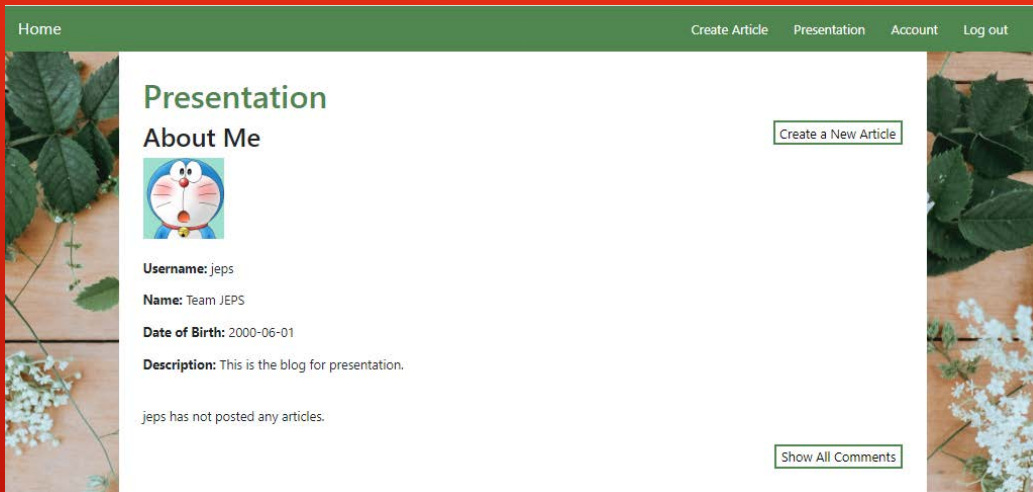 Home Create Article Presentation Account Log out
Presentation
About Me
Create a New Article
Username: jeps
Name: Team JEPS
Date of Birth: 2000-06-01
Description: This is the blog for presentation.
jeps has not posted any articles.
Show All Comments